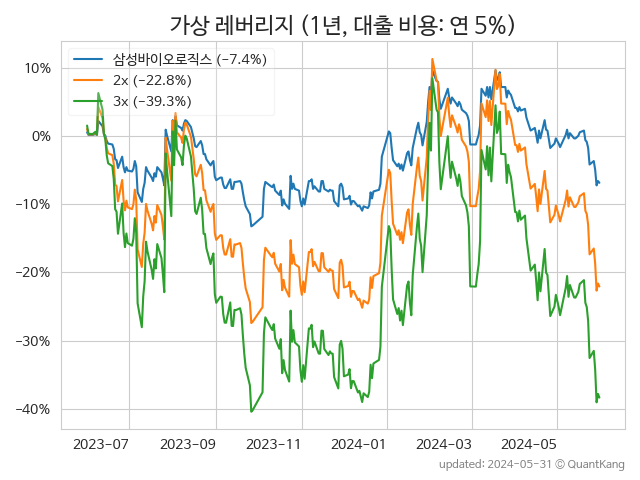 가상 레버리지 (1년, 대출 비용: 연 5%)
삼성바이오로직스 (−7.4%)
2x (−22.8%)
3x (−39.3%)
10%
0%
−10%
−20%
−30%
−40%
2023-07 2023-09 2023-11 2024-01 2024-03 2024-05
updated: 2024-05-31 © QuantKang